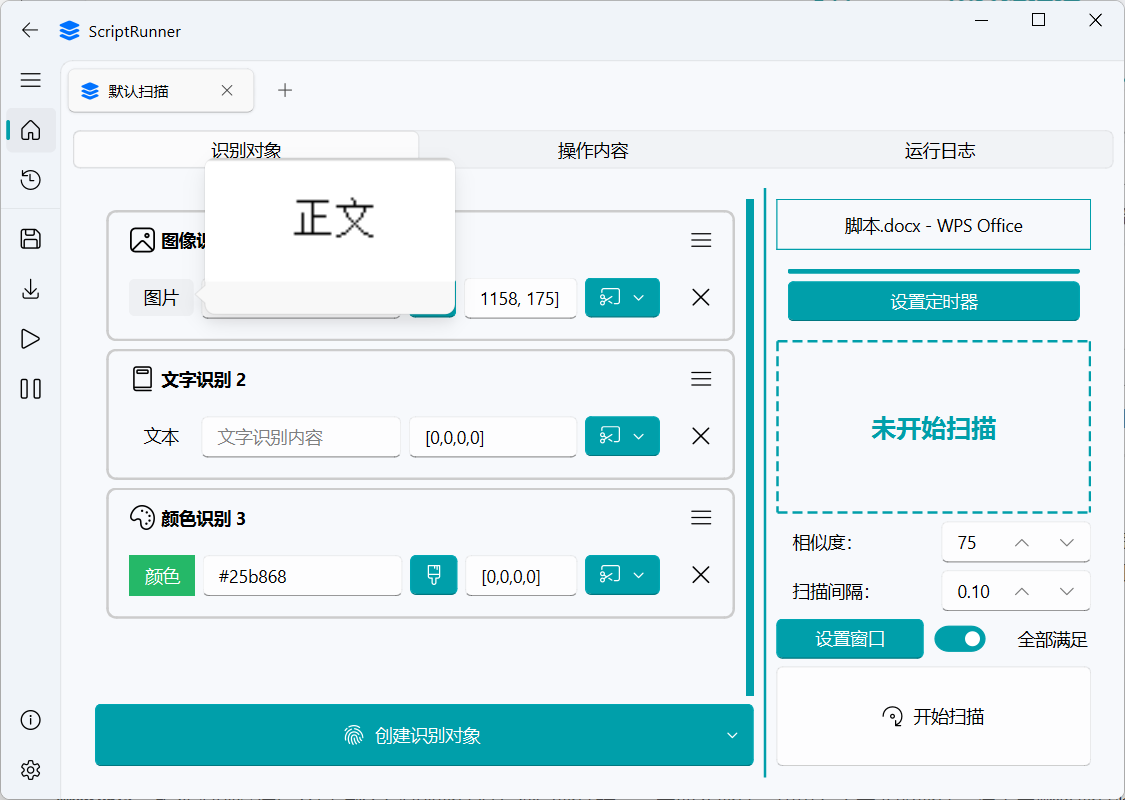 ScriptRunner
默认扫描
识别对象
操作内容
运行日志
正文
图像识
图片
1158, 175]
文字识别 2
文本
文字识别内容
[0,0,0,0]
颜色识别 3
颜色
#25b868
[0,0,0,0]
创建识别对象
脚本.docx - WPS Office
设置定时器
未开始扫描
相似度:
75
扫描间隔:
0.10
设置窗口
全部满足
开始扫描